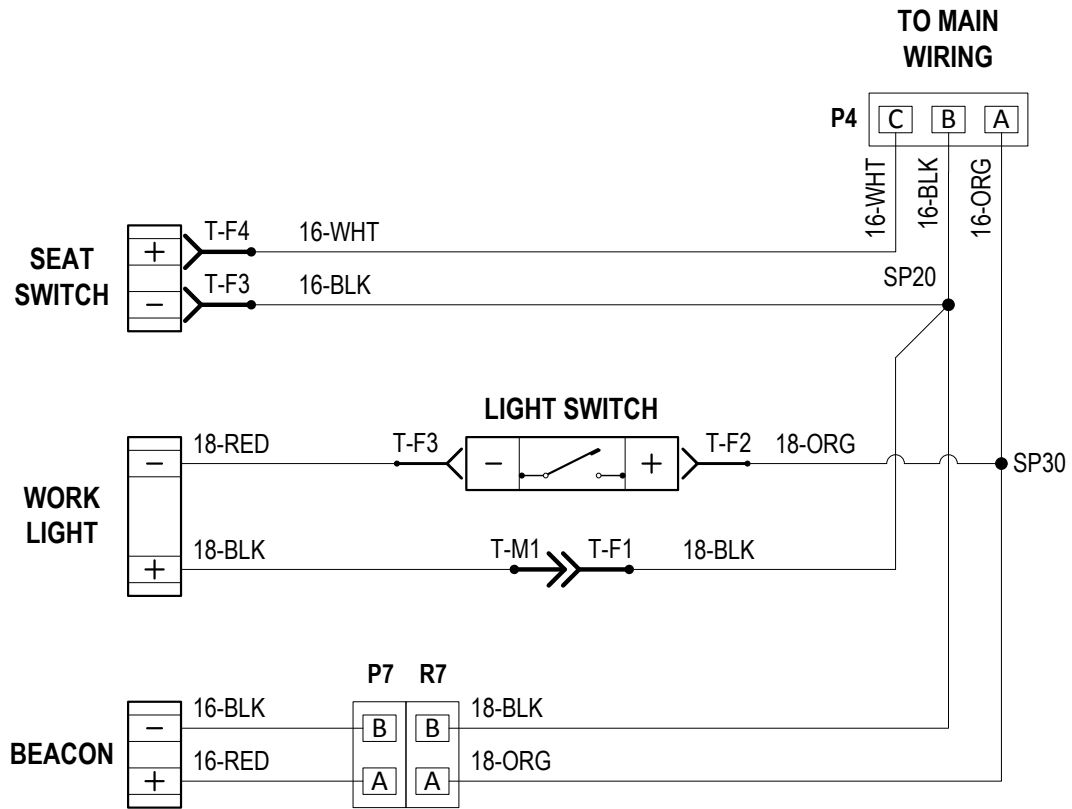 TO MAIN
WIRING
P4
C B A
16-WHT
16-BLK
16-ORG
SEAT
SWITCH
+
-
T-F4
16-WHT
T-F3
16-BLK
SP20
LIGHT SWITCH
WORK
LIGHT
-
+
18-RED
T-F3
-
+
T-F2
18-ORG
SP30
18-BLK
T-M1
T-F1
18-BLK
P7 R7
BEACON
-
+
16-BLK
B B
18-BLK
16-RED
A A
18-ORG